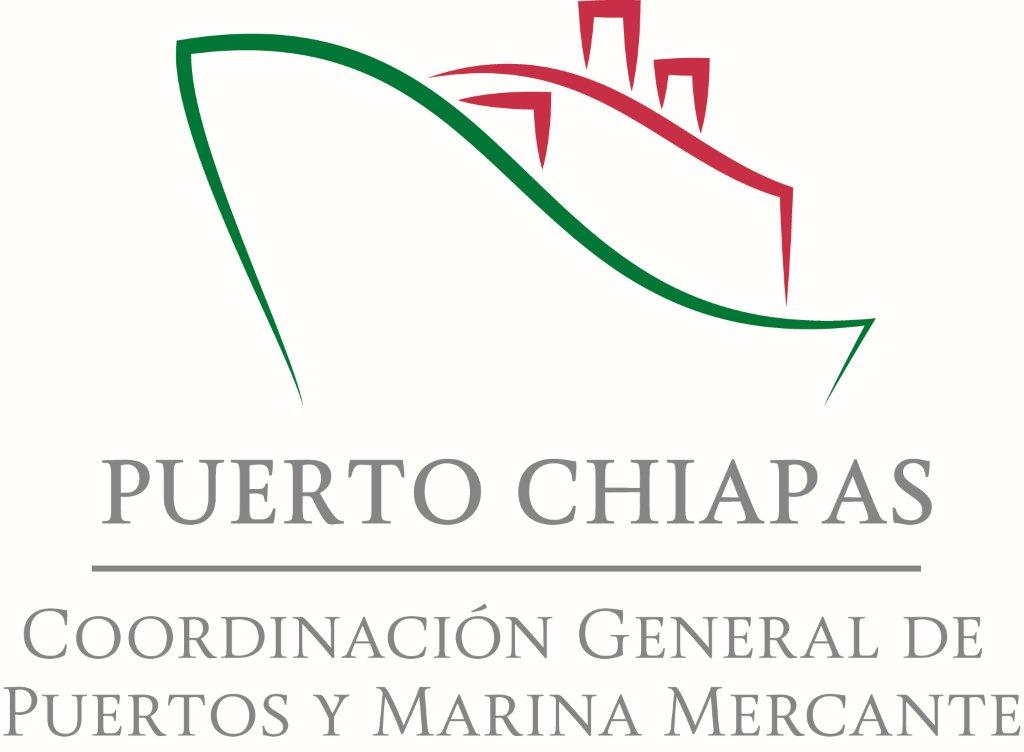 PUERTO CHIAPAS
COORDINACIÓN GENERAL DE
PUERTOS Y MARINA MERCANTE